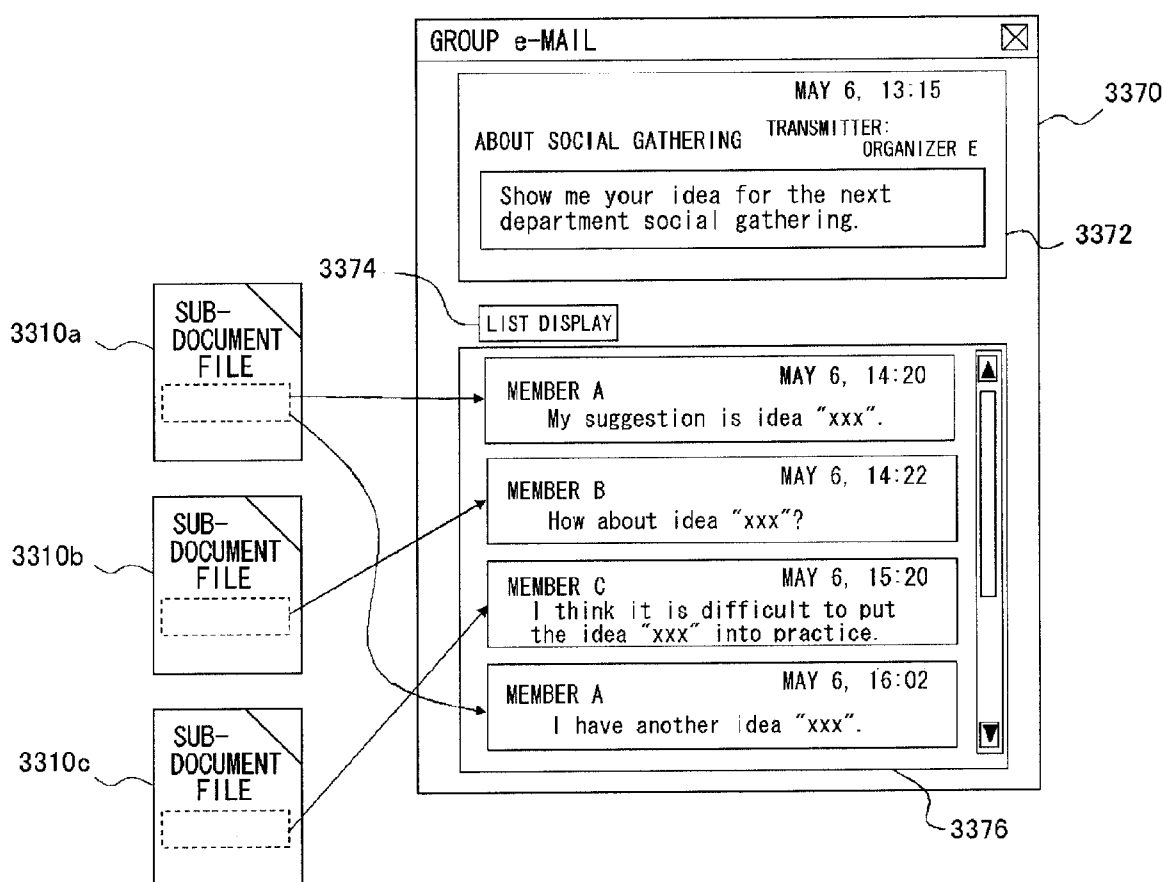 GROUP e-MAIL
MAY 6, 13:15
3370
ABOUT SOCIAL GATHERING
TRANSMITTER:
ORGANIZER E
Show me your idea for the next
department social gathering.
3372
3374
LIST DISPLAY
3310a
SUB-
DOCUMENT
FILE
MEMBER A
MAY 6, 14:20
My suggestion is idea "xxx".
3310b
SUB-
DOCUMENT
FILE
MEMBER B
MAY 6, 14:22
How about idea "xxx"?
MEMBER C
MAY 6, 15:20
I think it is difficult to put
the idea "xxx" into practice.
MEMBER A
MAY 6, 16:02
I have another idea "xxx".
3310c
SUB-
DOCUMENT
FILE
3376